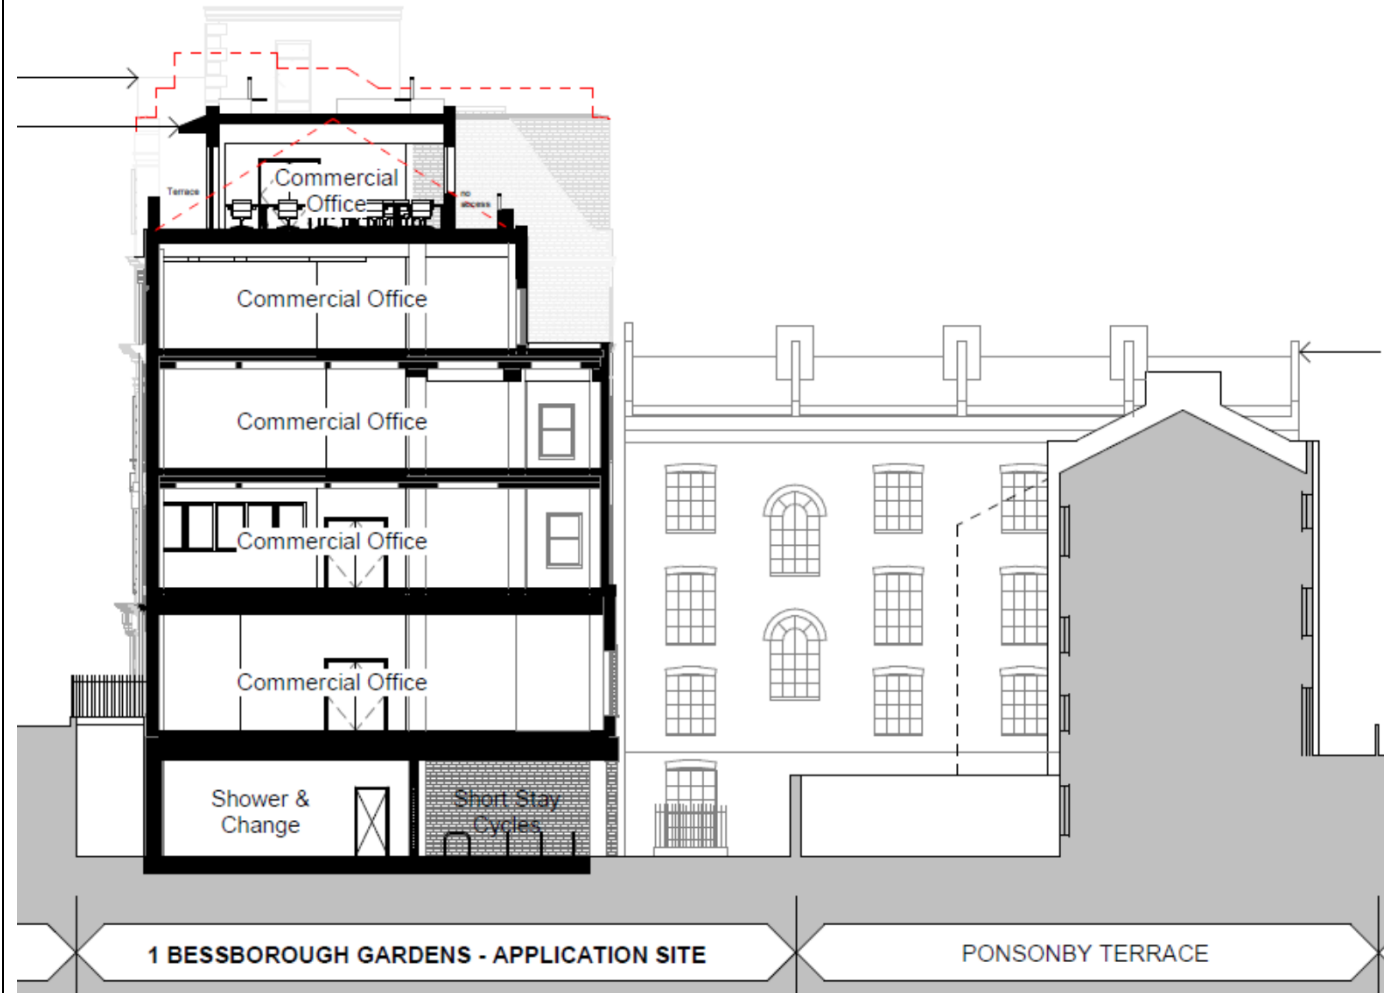 Commercial
Office
Terrace
no
access
Commercial Office
Commercial Office
Commercial Office
Commercial Office
Shower &
Change
Short Stay
Cycles
1 BESSBOROUGH GARDENS - APPLICATION SITE
PONSONBY TERRACE